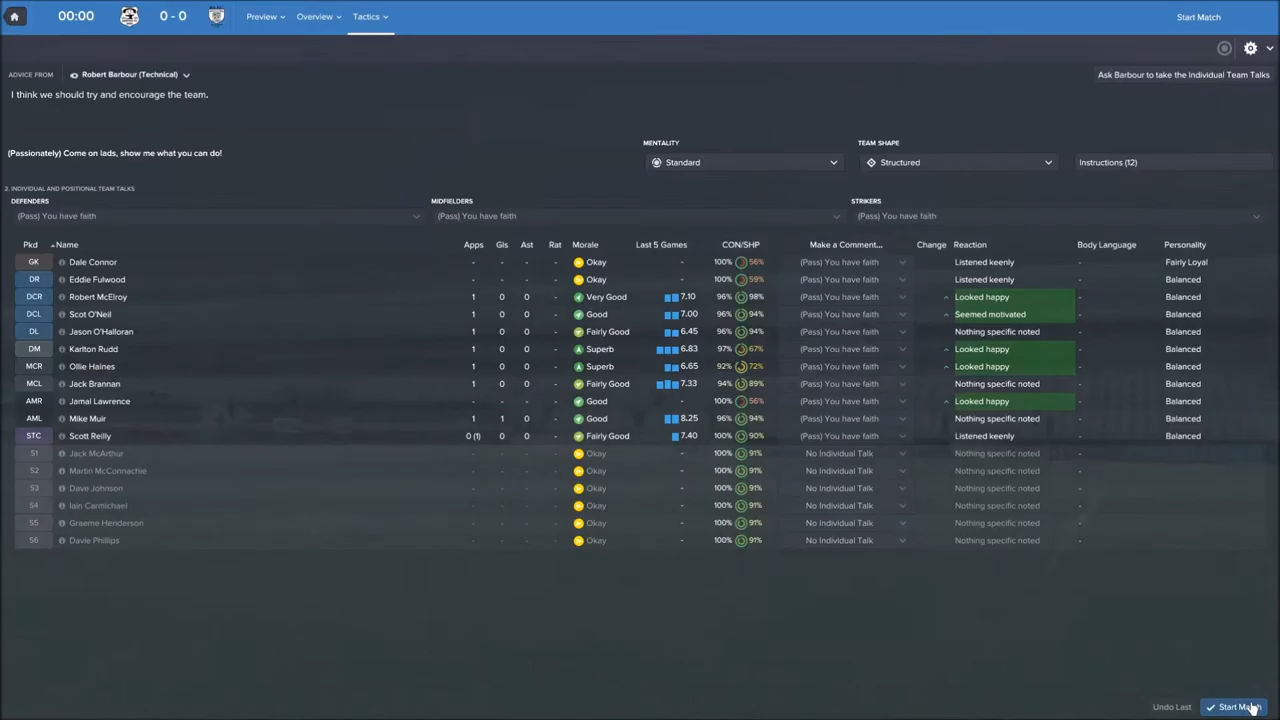 00:00 0 - 0 Preview Overview Tactics Start Match
ADVICE FROM Robert Barbour (Technical) Ask Barbour to take the Individual Team Talks
I think we should try and encourage the team.
MENTALITY TEAM SHAPE
(Passionately) Come on lads, show me what you can do! Standard Structured Instructions (12)
2. INDIVIDUAL AND POSITIONAL TEAM TALKS
DEFENDERS MIDFIELDERS STRIKERS
(Pass) You have faith (Pass) You have faith (Pass) You have faith
Pkd Name Apps Gls Ast Rat Morale Last 5 Games CON/SHP Make a Comment... Change Reaction Body Language Personality
GK Dale Connor - - - - Okay - 100% 56% (Pass) You have faith Listened keenly - Fairly Loyal
DR Eddie Fulwood - - - - Okay - 100% 59% (Pass) You have faith Listened keenly - Balanced
DCR Robert McElroy 1 0 0 - Very Good 7.10 96% 98% (Pass) You have faith Looked happy - Balanced
DCL Scot O'Neil 1 0 0 - Good 7.00 96% 94% (Pass) You have faith Seemed motivated - Balanced
DL Jason O'Halloran 1 0 0 - Fairly Good 6.45 96% 94% (Pass) You have faith Nothing specific noted - Balanced
DM Karlton Rudd 1 0 0 - Superb 6.83 97% 67% (Pass) You have faith Looked happy - Balanced
MCR Ollie Haines 1 0 0 - Superb 6.65 92% 72% (Pass) You have faith Looked happy - Balanced
MCL Jack Brannan 1 0 0 - Fairly Good 7.33 94% 89% (Pass) You have faith Nothing specific noted - Balanced
AMR Jamal Lawrence - - - - Good - 100% 56% (Pass) You have faith Looked happy - Balanced
AML Mike Muir 1 1 0 - Good 8.25 96% 94% (Pass) You have faith Nothing specific noted - Balanced
STC Scott Reilly 0 (1) 0 0 - Fairly Good 7.40 100% 90% (Pass) You have faith Listened keenly - Balanced
S1 Jack McArthur - - - - Okay - 100% 91% No Individual Talk Nothing specific noted - Balanced
S2 Martin McConnachie - - - - Okay - 100% 91% No Individual Talk Nothing specific noted - Balanced
S3 Dave Johnson - - - - Okay - 100% 91% No Individual Talk Nothing specific noted - Balanced
S4 Iain Carmichael - - - - Okay - 100% 91% No Individual Talk Nothing specific noted - Balanced
S5 Graeme Henderson - - - - Okay - 100% 91% No Individual Talk Nothing specific noted - Balanced
S6 Davie Phillips - - - - Okay - 100% 91% No Individual Talk Nothing specific noted - Balanced
Undo Last Start Match